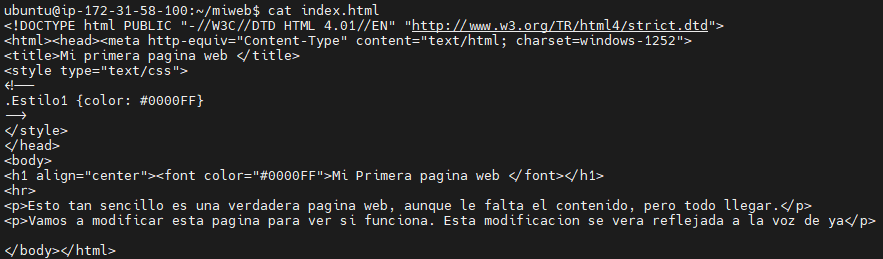 ubuntu@ip-172-31-58-100:~/miweb$ cat index.html
<!DOCTYPE html PUBLIC "-//W3C//DTD HTML 4.01//EN" "http://www.w3.org/TR/html4/strict.dtd">
<html><head><meta http-equiv="Content-Type" content="text/html; charset=windows-1252">
<title>Mi primera pagina web </title>
<style type="text/css">
<!--
.Estilo1 {color: #0000FF}
-->
</style>
</head>
<body>
<h1 align="center"><font color="#0000FF">Mi Primera pagina web </font></h1>
<hr>
<p>Esto tan sencillo es una verdadera pagina web, aunque le falta el contenido, pero todo llegar.</p>
<p>Vamos a modificar esta pagina para ver si funciona. Esta modificacion se vera reflejada a la voz de ya</p>
</body></html>